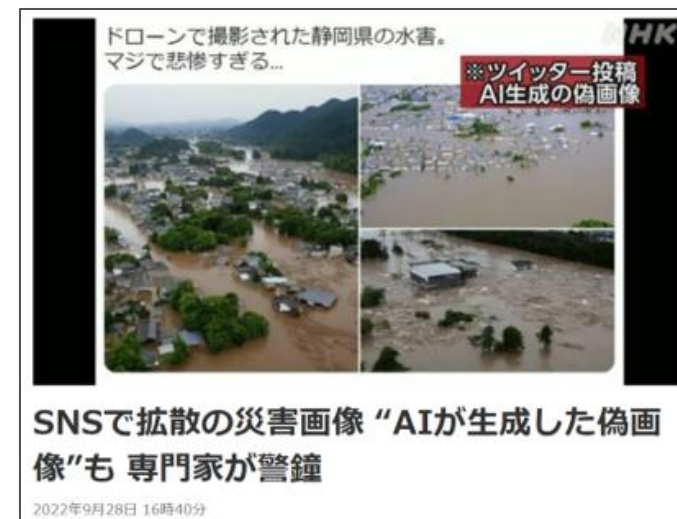 ドローンで撮影された静岡県の水害。
マジで悲惨すぎる...
NHK
※ツイッター投稿
AI生成の偽画像
SNSで拡散の災害画像 “AIが生成した偽画
像”も 専門家が警鐘
2022年9月28日 16時40分